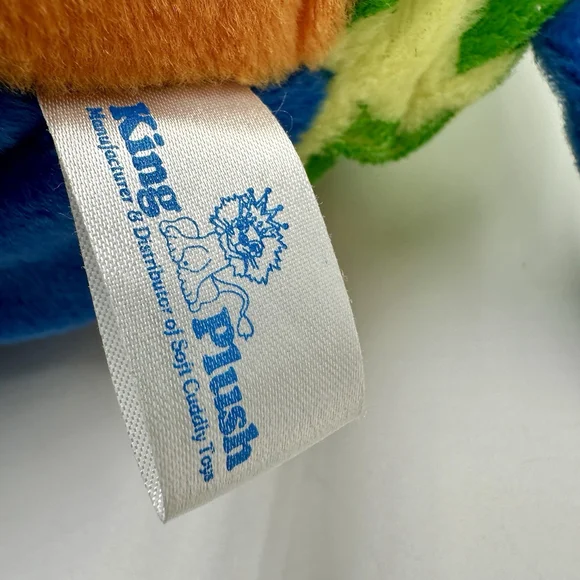 King Plush
Manufacturer & Distributor of Soft Cuddly Toys